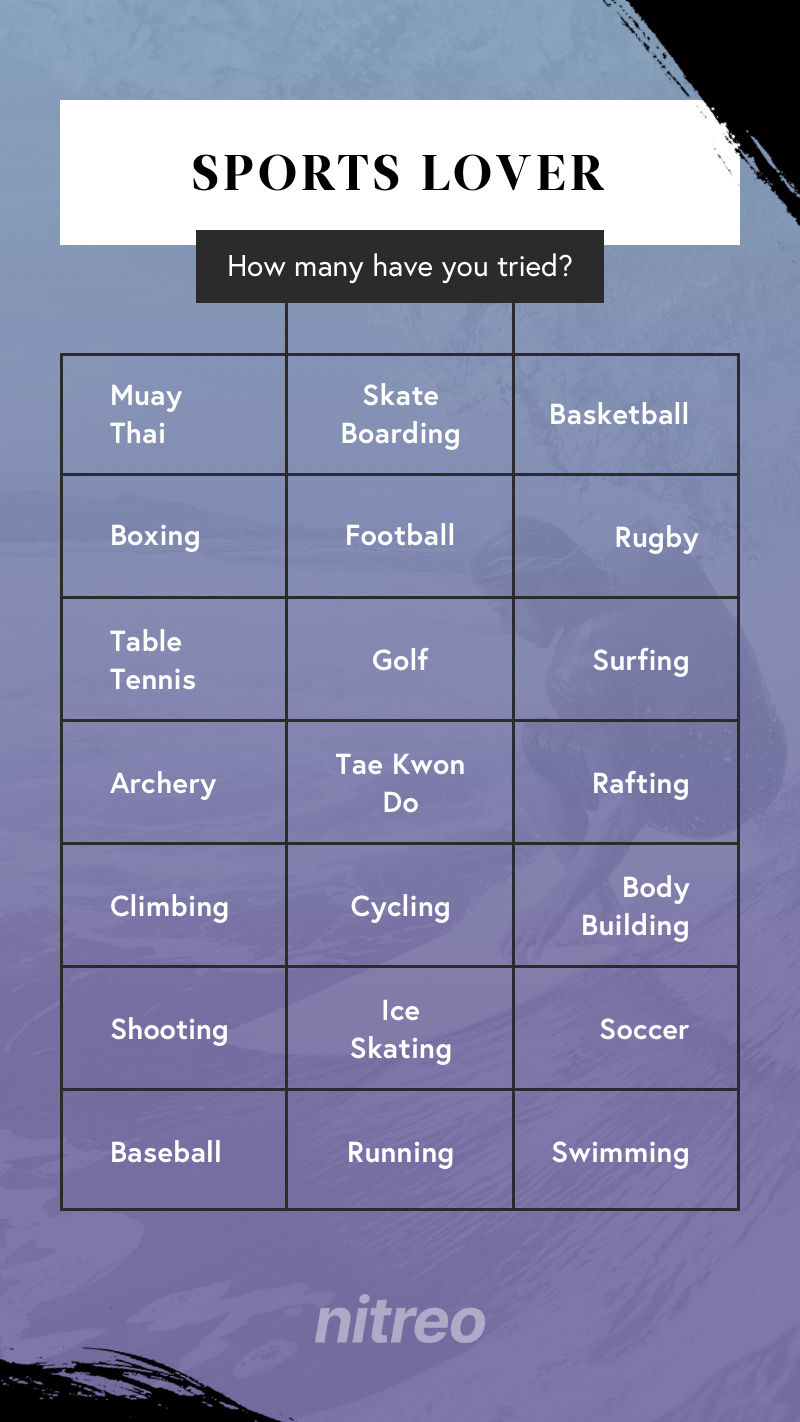 SPORTS LOVER
How many have you tried?
Muay
Thai
Skate
Boarding
Basketball
Boxing
Football
Rugby
Table
Tennis
Golf
Surfing
Archery
Tae Kwon
Do
Rafting
Climbing
Cycling
Body
Building
Shooting
Ice
Skating
Soccer
Baseball
Running
Swimming
nitreo